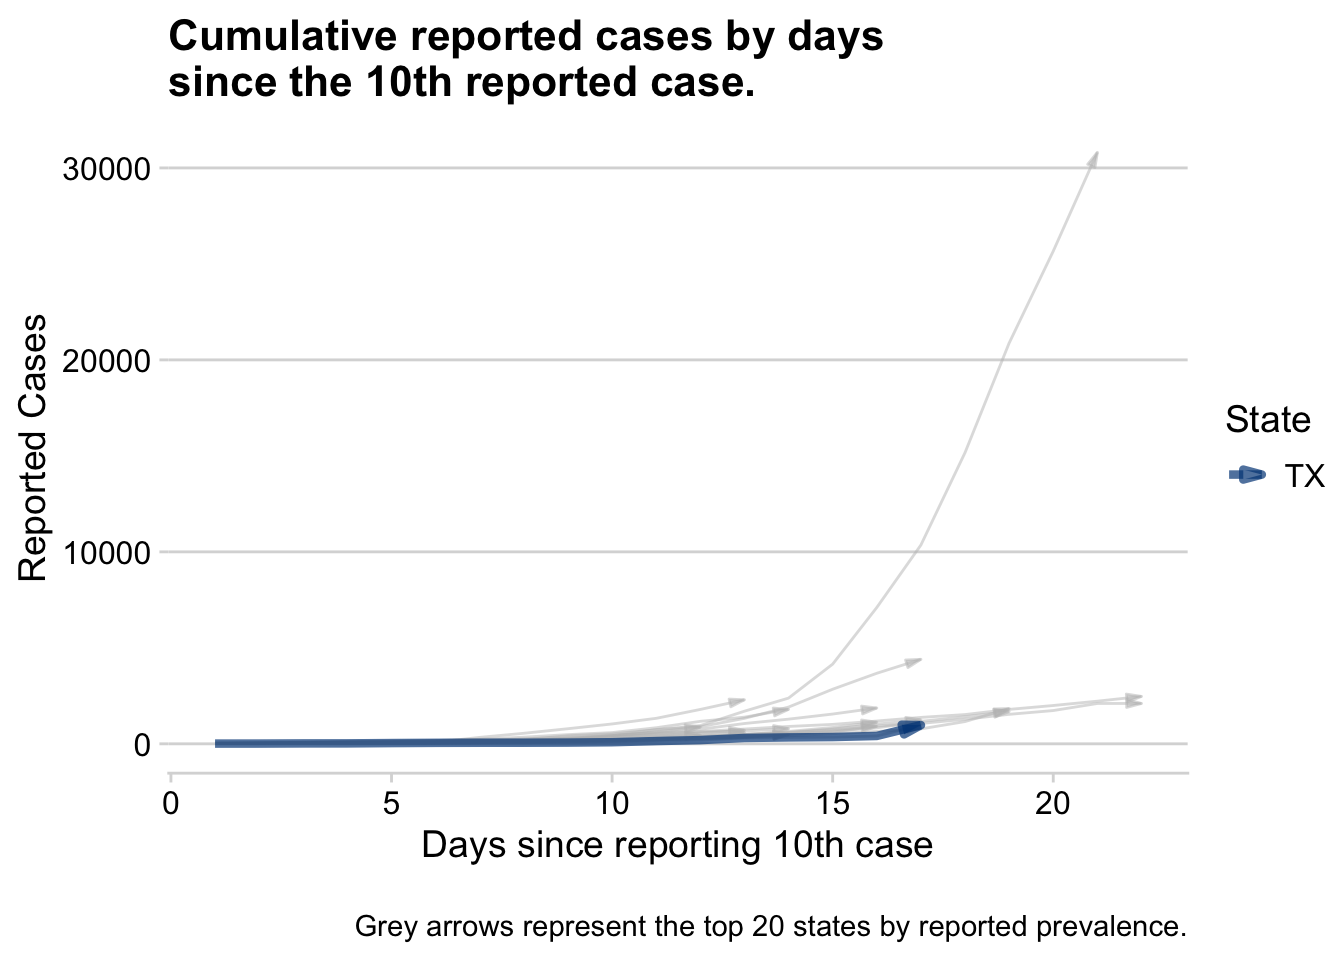 Cumulative reported cases by days
since the 10th reported case.
30000
20000
10000
0
Reported Cases
0 5 10 15 20
Days since reporting 10th case
State
TX
Grey arrows represent the top 20 states by reported prevalence.